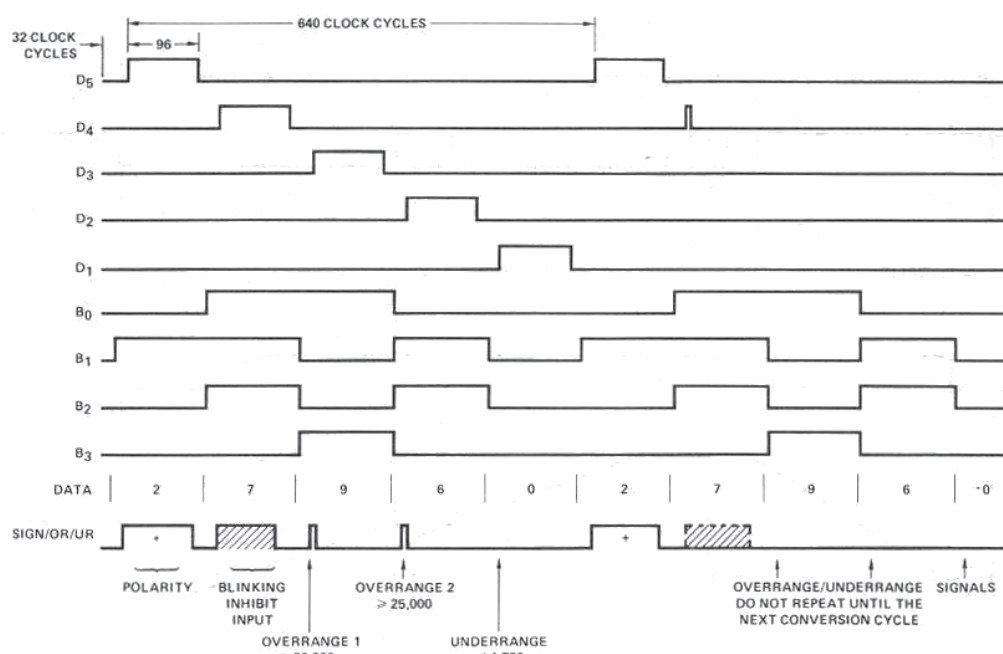 640 CLOCK CYCLES
32 CLOCK
CYCLES
96
D5
D4
D3
D2
D1
B0
B1
B2
B3
DATA 2 7 9 6 0 2 7 9 6 -0
SIGN/OR/UR + +
POLARITY
BLINKING
INHIBIT
INPUT
OVERRANGE 2
≥ 25,000
OVERRANGE/UNDERRANGE
DO NOT REPEAT UNTIL THE
NEXT CONVERSION CYCLE
SIGNALS
OVERRANGE 1
UNDERRANGE